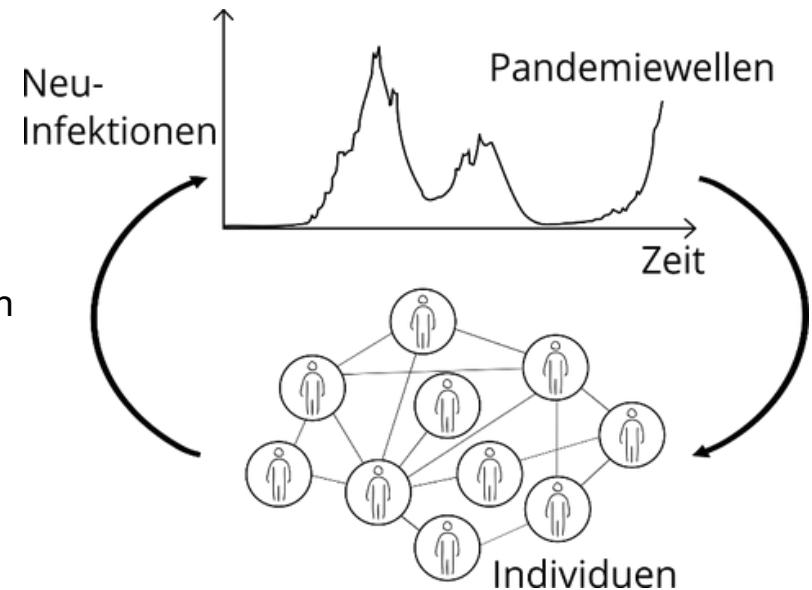 Neu-
Infektionen
Pandemiewellen
Zeit
n
Individuen